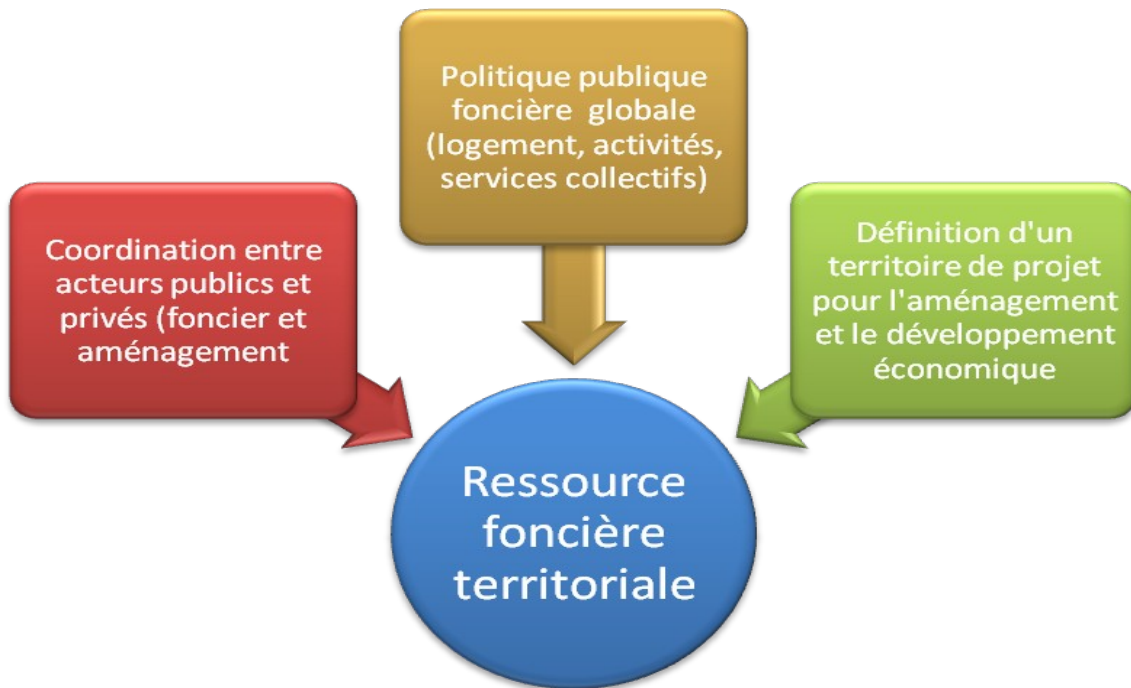 Politique publique
foncière globale
(logement, activités,
services collectifs)
Coordination entre
acteurs publics et
privés (foncier et
aménagement
Définition d'un
territoire de projet
pour l'aménagement
et le développement
économique
Ressource
foncière
territoriale